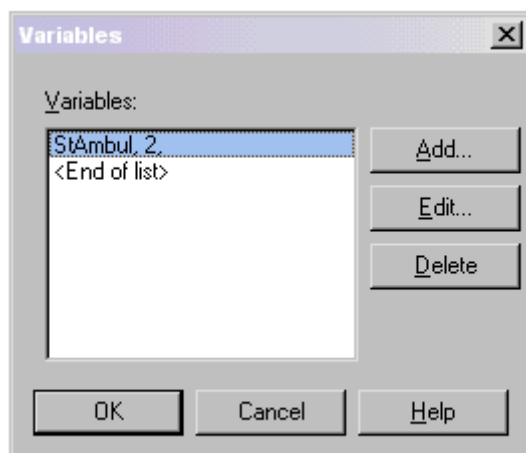 Variables
Variables:
StAmbul, 2,
<End of list>
Add...
Edit...
Delete
OK Cancel Help